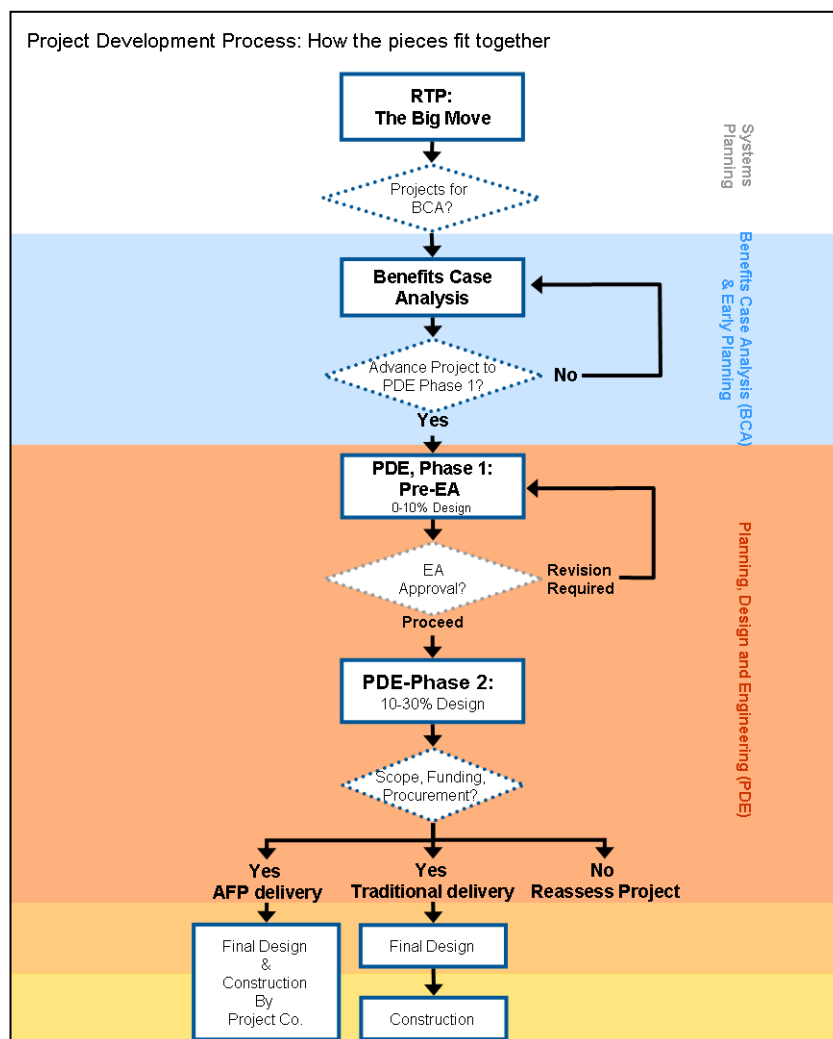 Project Development Process: How the pieces fit together
RTP:
The Big Move
Systems
Planning
Projects for
BCA?
Benefits Case
Analysis
Benefits Case Analysis (BCA)
& Early Planning
Advance Project to
PDE Phase 1?
No
Yes
PDE, Phase 1:
Pre-EA
0-10% Design
Planning, Design and Engineering (PDE)
EA
Approval?
Revision
Required
Proceed
PDE-Phase 2:
10-30% Design
Scope, Funding,
Procurement?
Yes
AFP delivery
Yes
Traditional delivery
No
Reassess Project
Final Design
&
Construction
By
Project Co.
Final Design
Construction